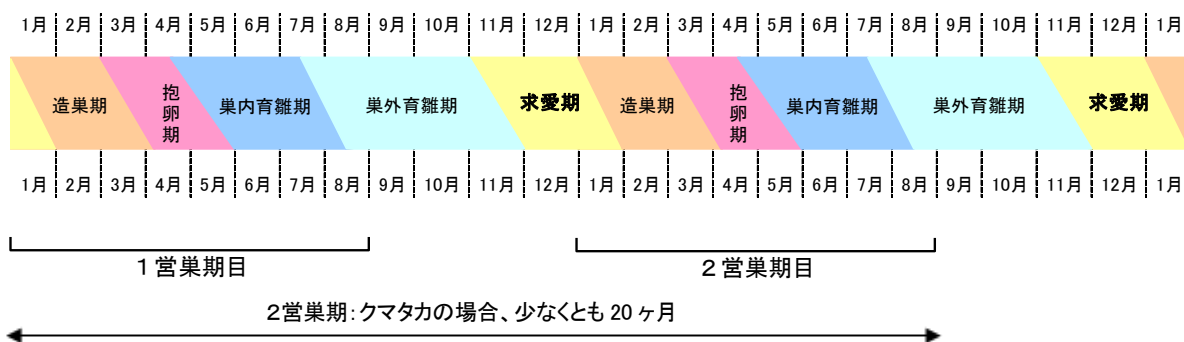 1月 2月 3月 4月 5月 6月 7月 8月 9月 10月 11月 12月 1月 2月 3月 4月 5月 6月 7月 8月 9月 10月 11月 12月 1月
造巣期 抱卵期 巣内育雛期 巣外育雛期 求愛期 造巣期 抱卵期 巣内育雛期 巣外育雛期 求愛期
1月 2月 3月 4月 5月 6月 7月 8月 9月 10月 11月 12月 1月 2月 3月 4月 5月 6月 7月 8月 9月 10月 11月 12月 1月
1営巣期目 2営巣期目
2営巣期:クマタカの場合、少なくとも20ヶ月